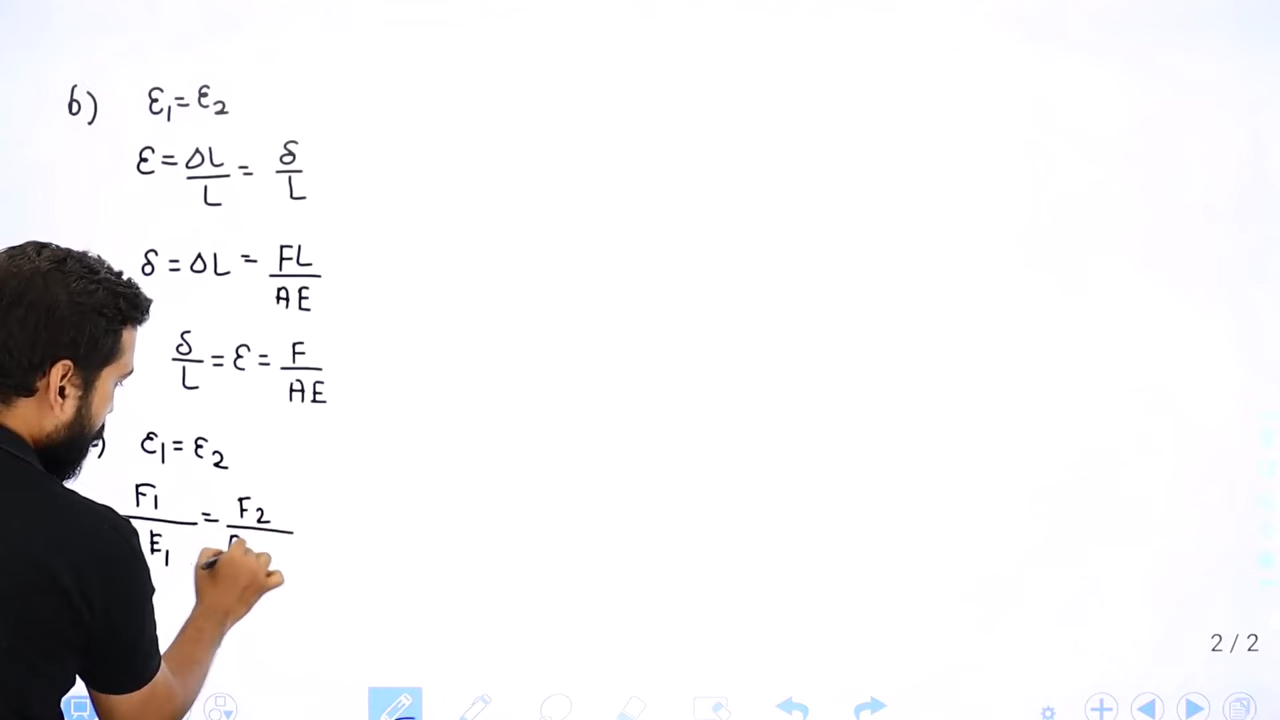 b) ε₁ = ε₂
ε = ΔL/L = δ/L
δ = ΔL = FL/AE
δ/L = ε = F/AE
) ε₁ = ε₂
F₁/E₁ = F₂/
2 / 2